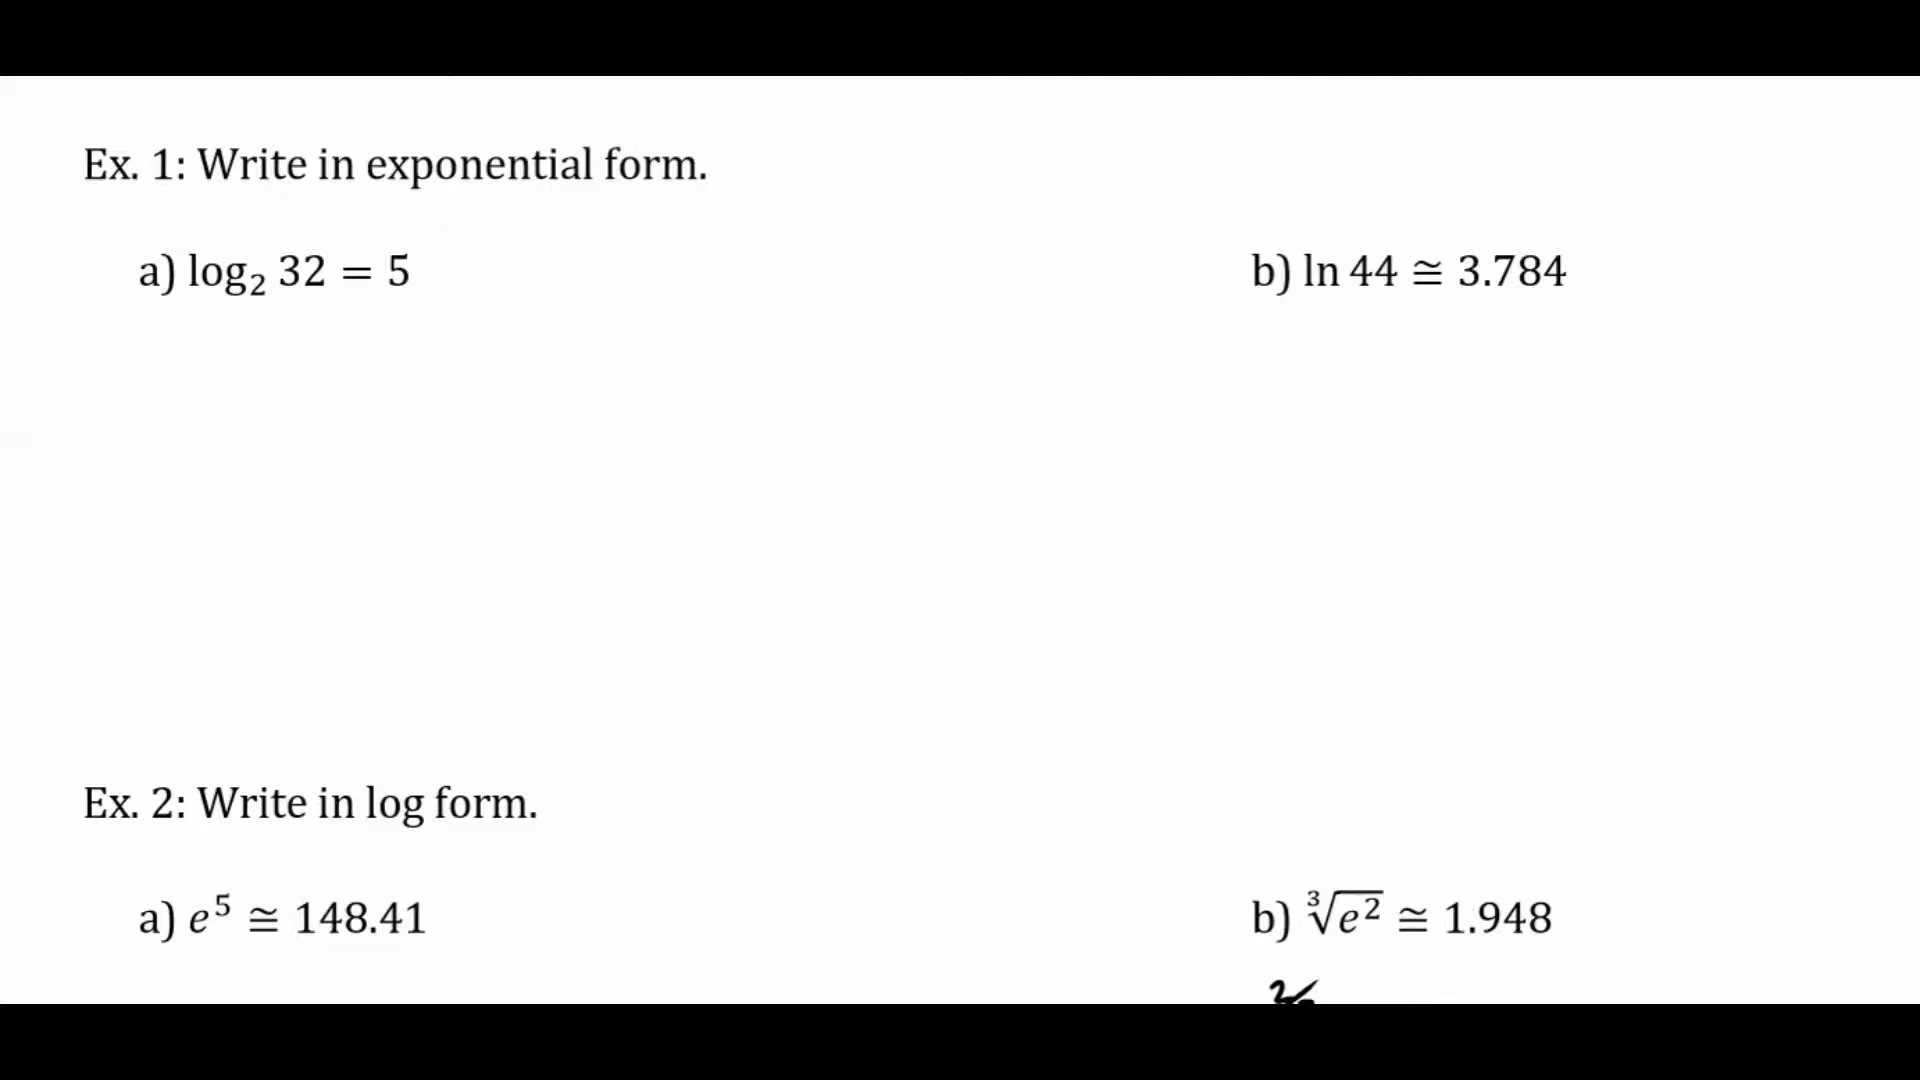 Ex. 1: Write in exponential form.
a) log₂ 32 = 5
b) ln 44 ≅ 3.784
Ex. 2: Write in log form.
a) e⁵ ≅ 148.41
b) ∛e² ≅ 1.948